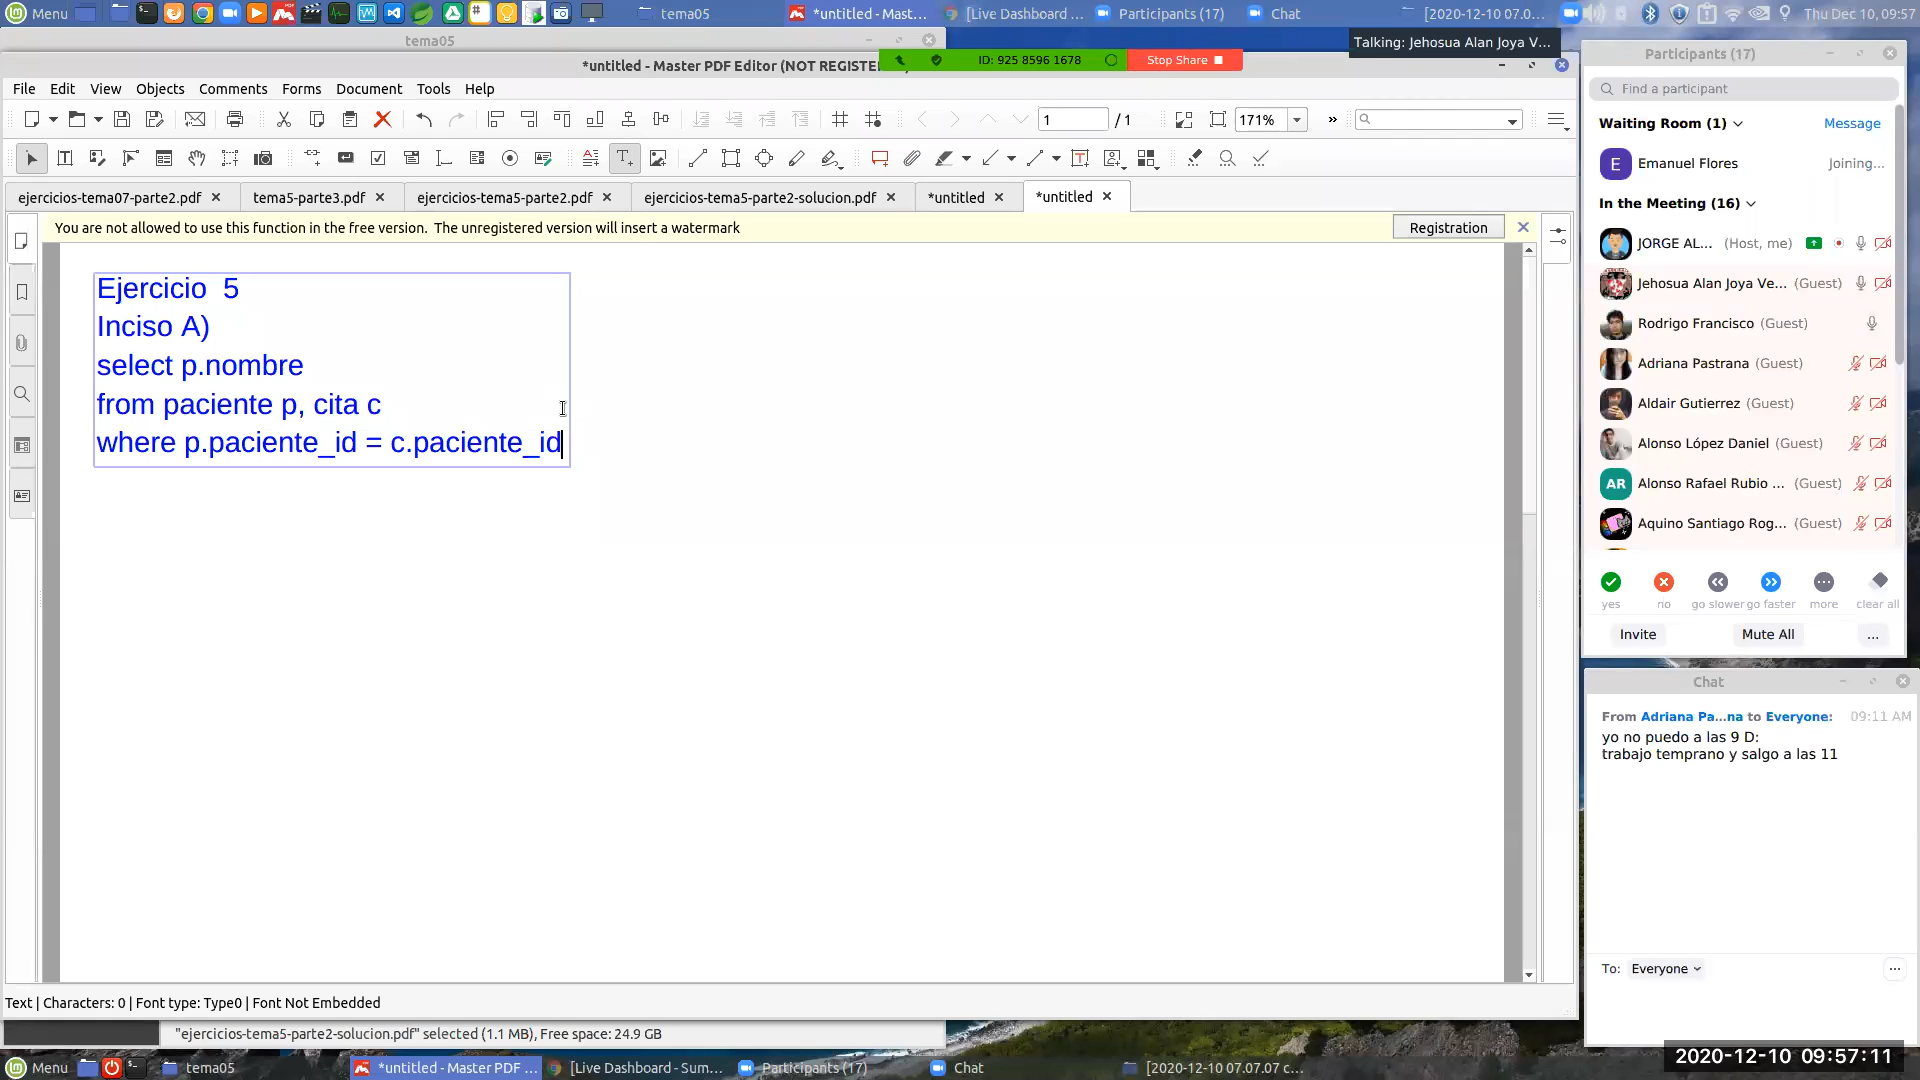 Menu
tema05
*untitled - Mast...
[Live Dashboard ...
Participants (17)
Chat
[2020-12-10 07.0...
Thu Dec 10, 09:57
tema05
Talking: Jehosua Alan Joya V...
*untitled - Master PDF Editor (NOT REGISTE
ID: 925 8596 1678
Stop Share
File Edit View Objects Comments Forms Document Tools Help
1 / 1
171%
ejercicios-tema07-parte2.pdf
tema5-parte3.pdf
ejercicios-tema5-parte2.pdf
ejercicios-tema5-parte2-solucion.pdf
*untitled
*untitled
You are not allowed to use this function in the free version. The unregistered version will insert a watermark
Registration
Ejercicio 5
Inciso A)
select p.nombre
from paciente p, cita c
where p.paciente_id = c.paciente_id
Text | Characters: 0 | Font type: Type0 | Font Not Embedded
"ejercicios-tema5-parte2-solucion.pdf" selected (1.1 MB), Free space: 24.9 GB
Participants (17)
Find a participant
Waiting Room (1)
Message
E
Emanuel Flores
Joining...
In the Meeting (16)
JORGE AL... (Host, me)
Jehosua Alan Joya Ve... (Guest)
Rodrigo Francisco (Guest)
Adriana Pastrana (Guest)
Aldair Gutierrez (Guest)
Alonso López Daniel (Guest)
AR
Alonso Rafael Rubio ... (Guest)
Aquino Santiago Rog... (Guest)
yes no go slower go faster more clear all
Invite
Mute All
...
Chat
From Adriana Pa...na to Everyone: 09:11 AM
yo no puedo a las 9 D:
trabajo temprano y salgo a las 11
To: Everyone
Menu
tema05
*untitled - Master PDF ...
[Live Dashboard - Sum...
Participants (17)
Chat
[2020-12-10 07.07.07 c...
2020-12-10 09:57:11